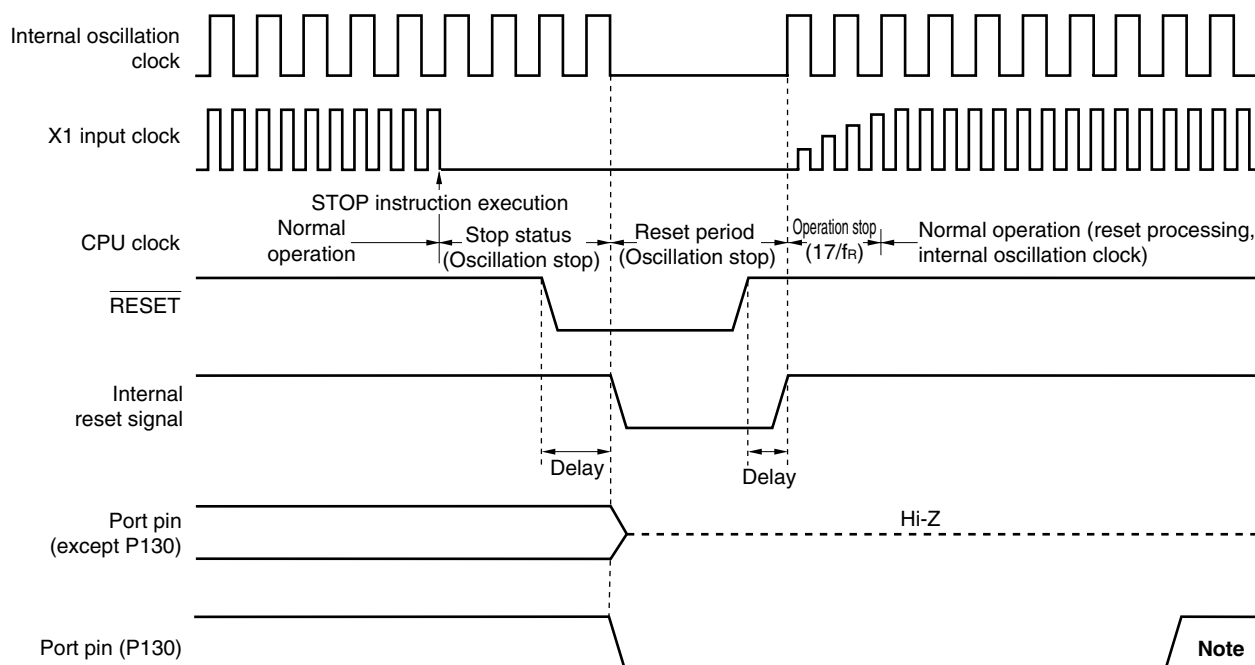 Internal oscillation
clock
X1 input clock
STOP instruction execution
CPU clock
Normal
operation
Stop status
(Oscillation stop)
Reset period
(Oscillation stop)
Operation stop
(17/fR)
Normal operation (reset processing,
internal oscillation clock)
RESET
Internal
reset signal
Delay
Delay
Port pin
(except P130)
Hi-Z
Port pin (P130)
Note